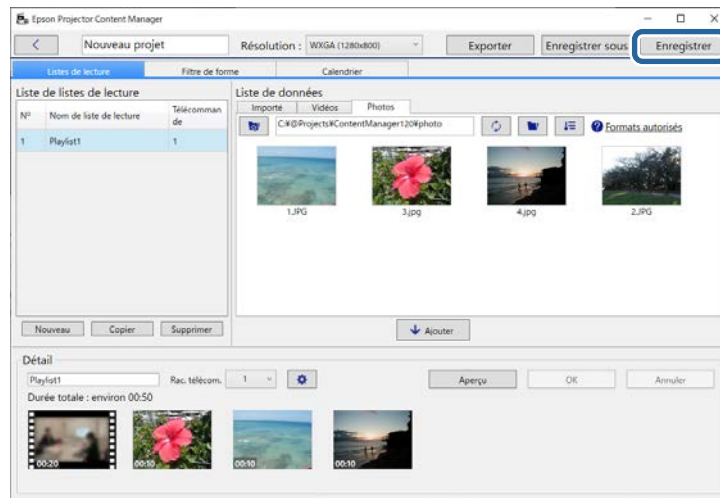 Epson Projector Content Manager
Nouveau projet
Résolution :
WXGA (1280x800)
Exporter
Enregistrer sous
Enregistrer
Listes de lecture
Filtre de forme
Calendrier
Liste de listes de lecture
Nº
Nom de liste de lecture
Télécomman
de
1
Playlist1
1
Nouveau
Copier
Supprimer
Liste de données
Importé
Vidéos
Photos
C:¥@Projects¥ContentManager120¥photo
Formats autorisés
1.JPG
3.jpg
4.jpg
2.JPG
Ajouter
Détail
Playlist1
Rac. télécom.
1
Aperçu
OK
Annuler
Durée totale : environ 00:50
00:20
00:10
00:10
00:10